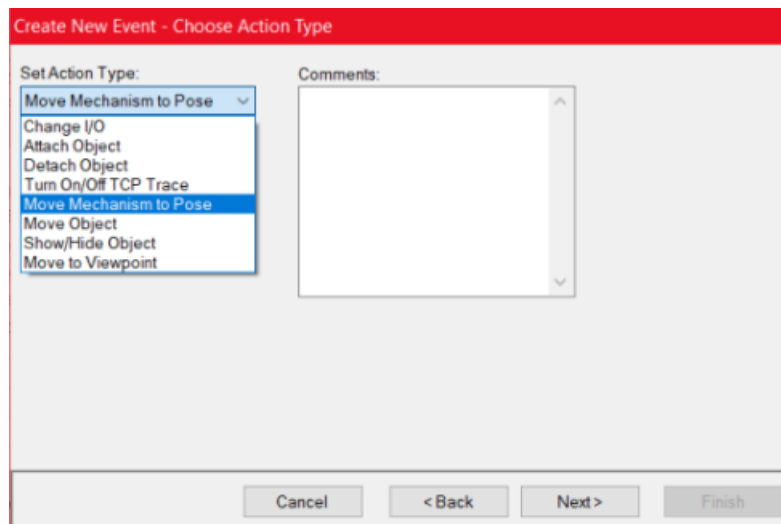 Create New Event - Choose Action Type
Set Action Type:
Comments:
Move Mechanism to Pose
Change I/O
Attach Object
Detach Object
Turn On/Off TCP Trace
Move Mechanism to Pose
Move Object
Show/Hide Object
Move to Viewpoint
Cancel
< Back
Next >
Finish